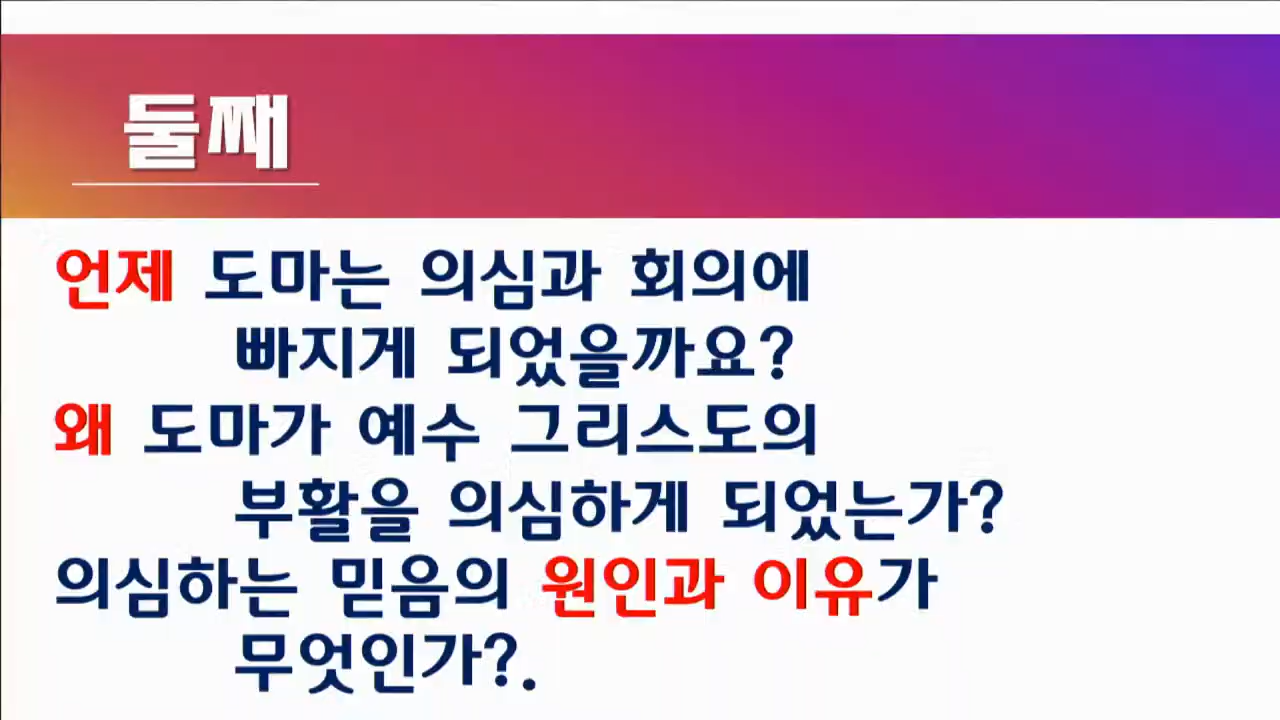 둘째
언제 도마는 의심과 회의에
빠지게 되었을까요?
왜 도마가 예수 그리스도의
부활을 의심하게 되었는가?
의심하는 믿음의 원인과 이유가
무엇인가?.